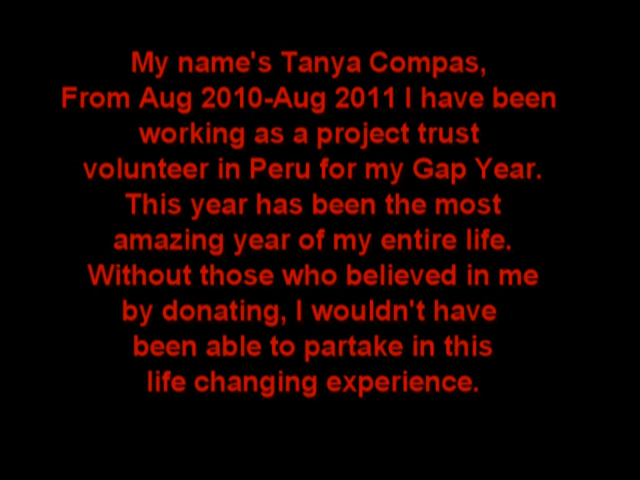 My name's Tanya Compas,
From Aug 2010-Aug 2011 I have been
working as a project trust
volunteer in Peru for my Gap Year.
This year has been the most
amazing year of my entire life.
Without those who believed in me
by donating, I wouldn't have
been able to partake in this
life changing experience.